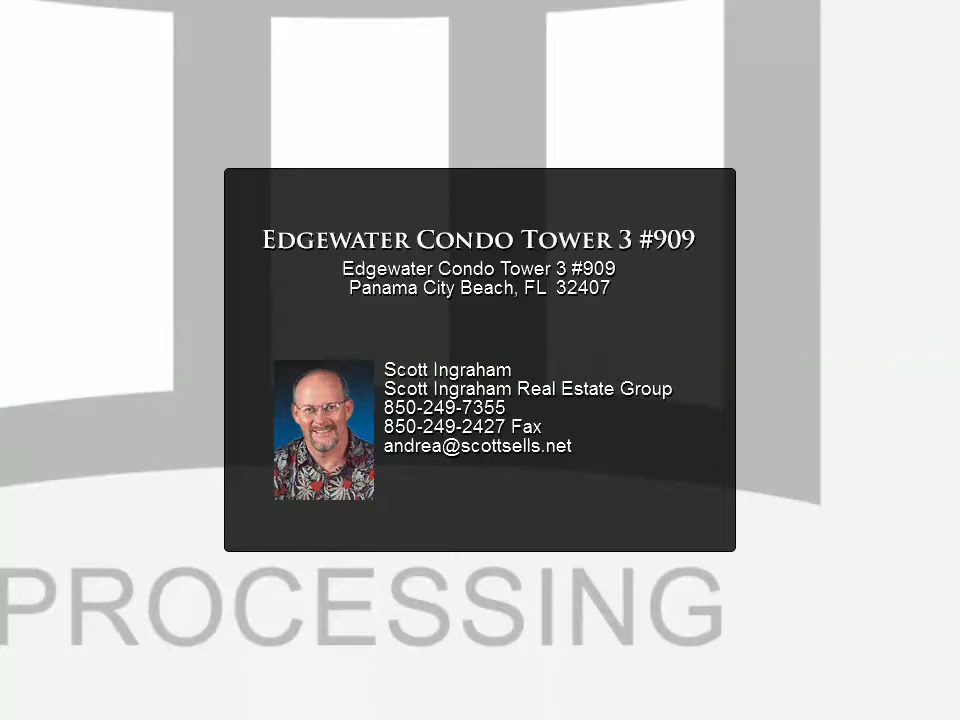 Edgewater Condo Tower 3 #909
Edgewater Condo Tower 3 #909
Panama City Beach, FL  32407
Scott Ingraham
Scott Ingraham Real Estate Group
850-249-7355
850-249-2427 Fax
andrea@scottsells.net
PROCESSING